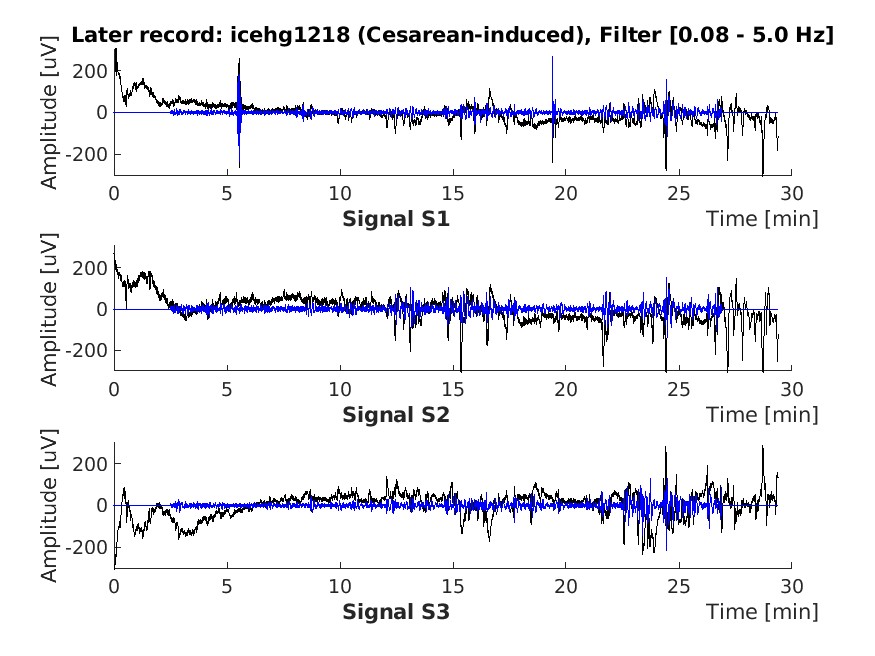 Later record: icehg1218 (Cesarean-induced), Filter [0.08 - 5.0 Hz]
Amplitude [uV]
200
0
-200
0 5 10 15 20 25 30
Signal S1 Time [min]
Amplitude [uV]
200
0
-200
0 5 10 15 20 25 30
Signal S2 Time [min]
Amplitude [uV]
200
0
-200
0 5 10 15 20 25 30
Signal S3 Time [min]